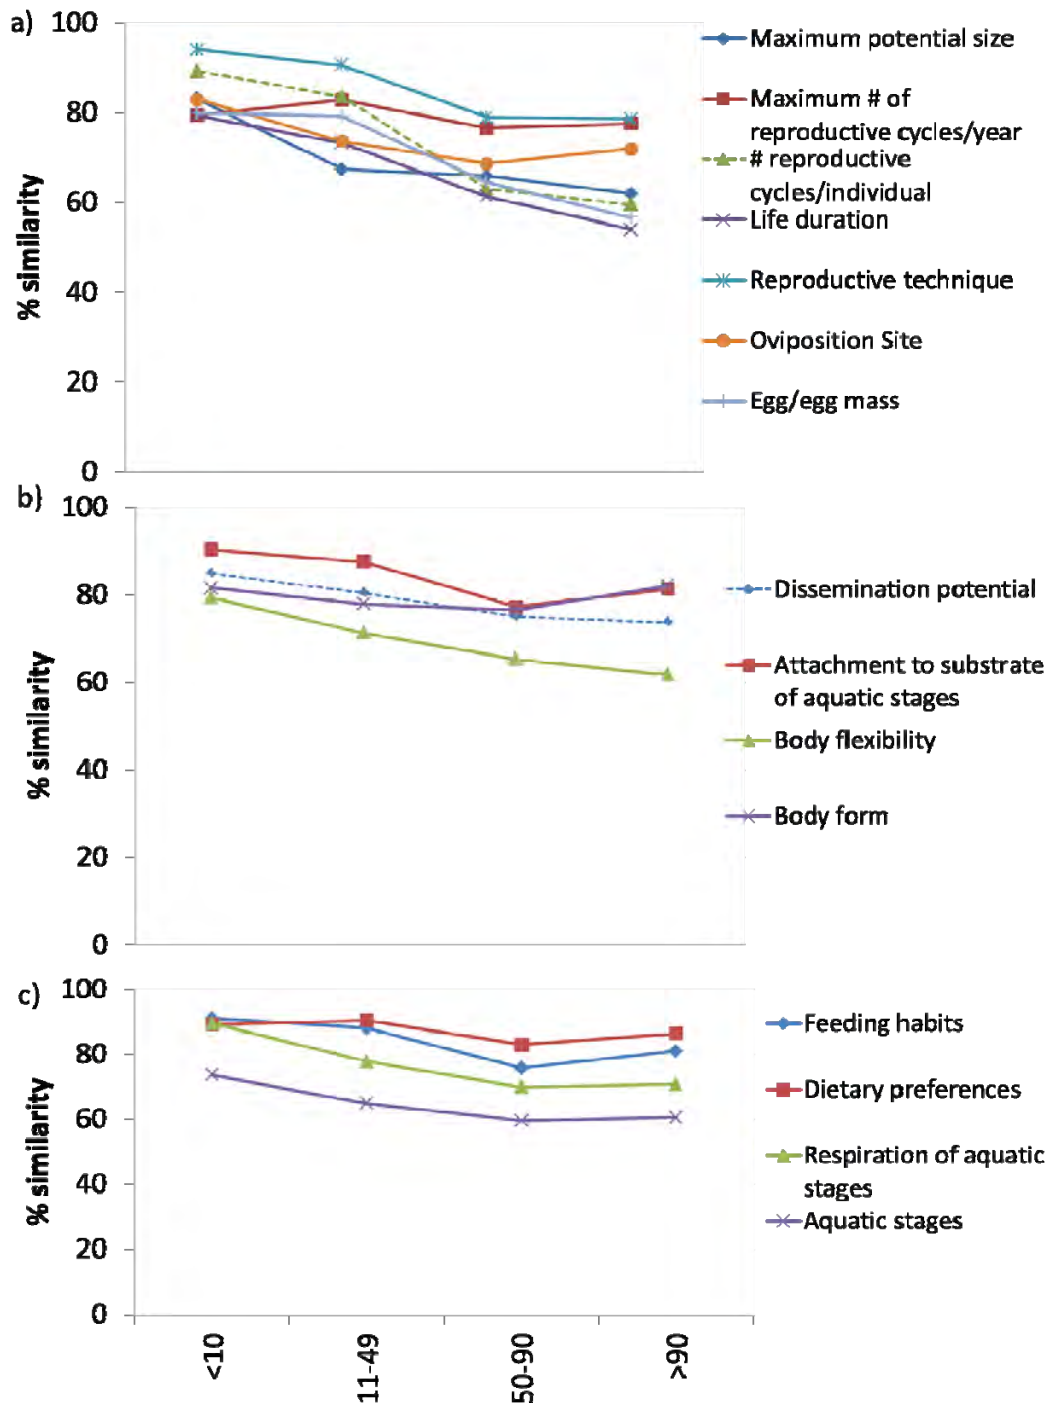 a)
100
80
60
40
20
0
% similarity
Maximum potential size
Maximum # of
reproductive cycles/year
# reproductive
cycles/individual
Life duration
Reproductive technique
Oviposition Site
Egg/egg mass
b)
100
80
60
40
20
0
% similarity
Dissemination potential
Attachment to substrate
of aquatic stages
Body flexibility
Body form
c)
100
80
60
40
20
0
% similarity
Feeding habits
Dietary preferences
Respiration of aquatic
stages
Aquatic stages
<10
11-49
50-90
>90